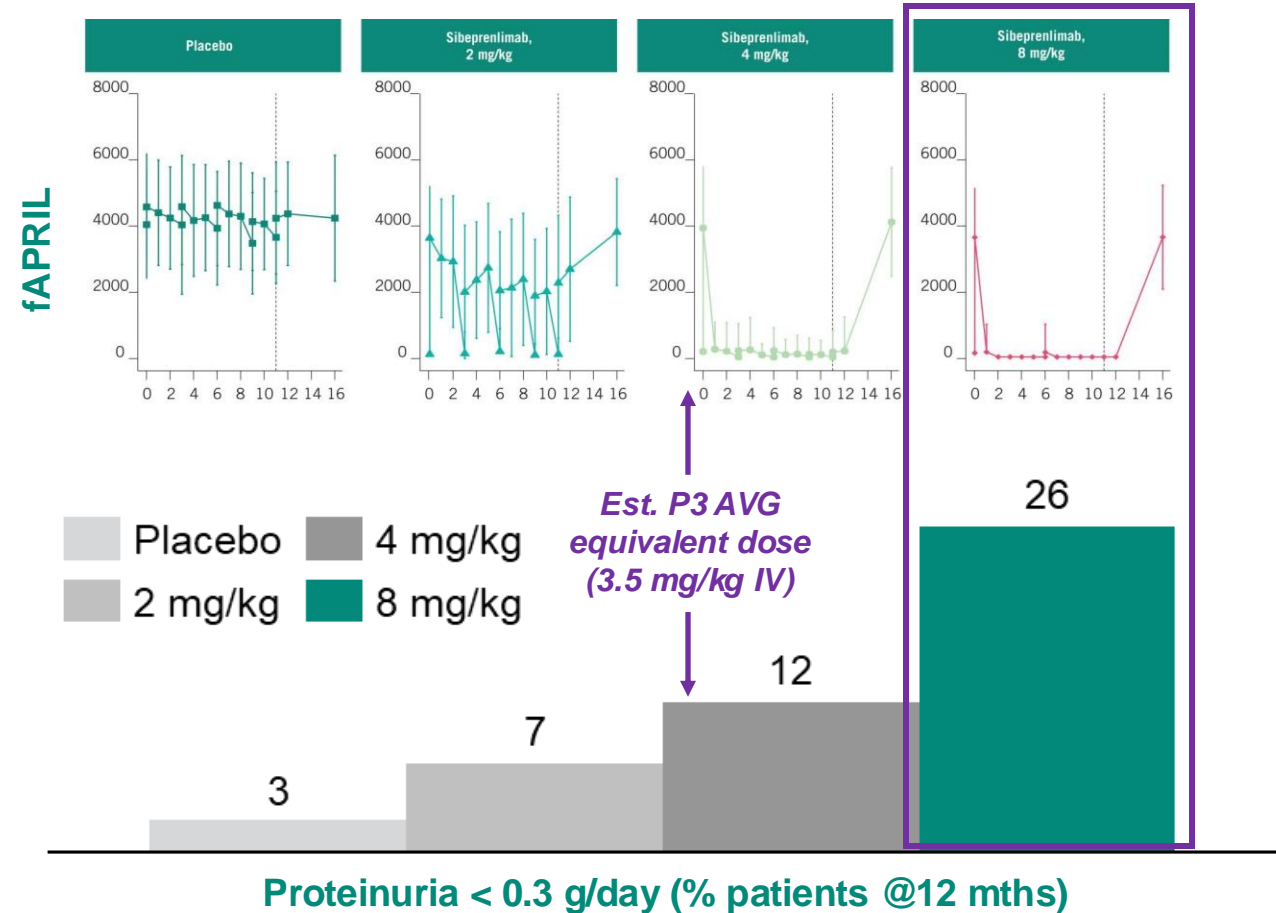 Placebo
Sibeprenlimab,
2 mg/kg
Sibeprenlimab,
4 mg/kg
Sibeprenlimab,
8 mg/kg
fAPRIL
8000
6000
4000
2000
0
0 2 4 6 8 10 12 14 16
8000
6000
4000
2000
0
0 2 4 6 8 10 12 14 16
8000
6000
4000
2000
0
0 2 4 6 8 10 12 14 16
8000
6000
4000
2000
0
0 2 4 6 8 10 12 14 16
Placebo
4 mg/kg
2 mg/kg
8 mg/kg
Est. P3 AVG
equivalent dose
(3.5 mg/kg IV)
3
7
12
26
Proteinuria < 0.3 g/day (% patients @12 mths)